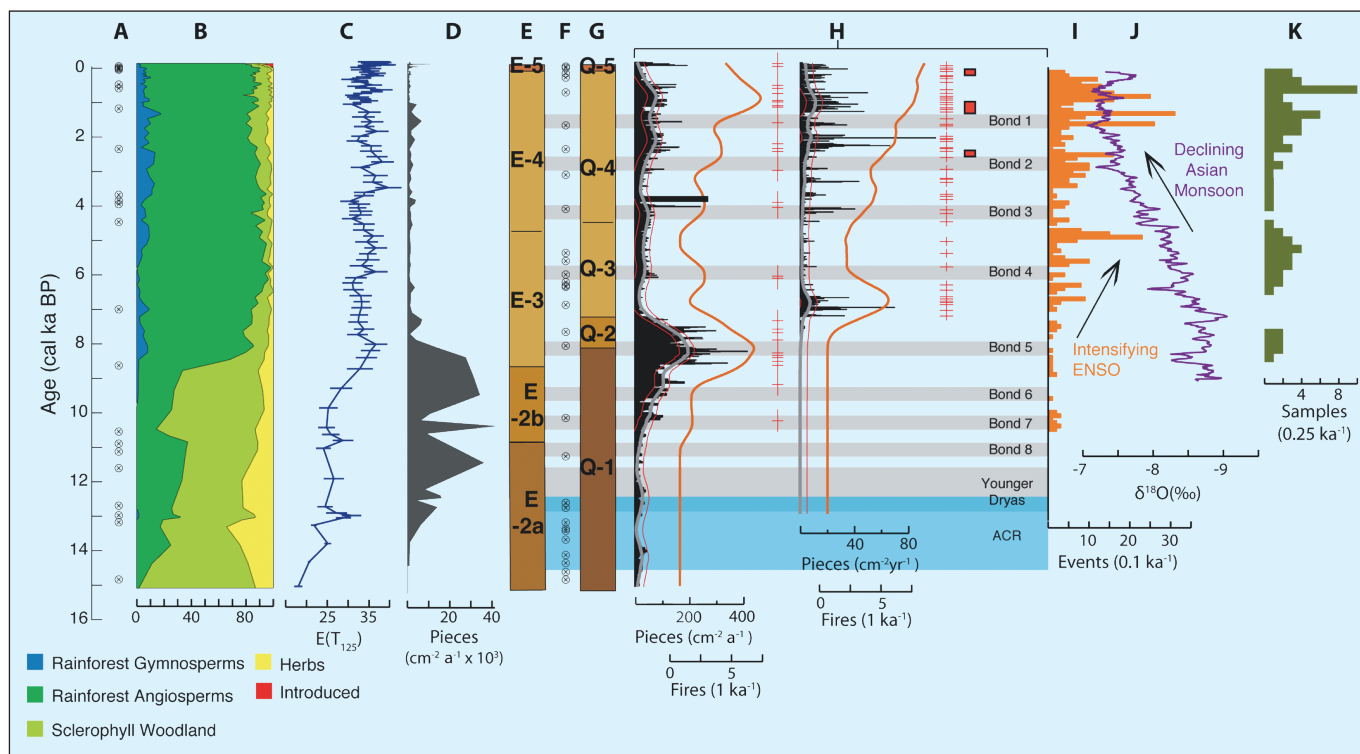 A B C D E F G H I J K
Age (cal ka BP)
0
2
4
6
8
10
12
14
16
E-5
E-4
E-3
E
-2b
E
-2a
Q-5
Q-4
Q-3
Q-2
Q-1
Bond 1
Bond 2
Bond 3
Bond 4
Bond 5
Bond 6
Bond 7
Bond 8
Younger
Dryas
ACR
Declining
Asian
Monsoon
Intensifying
ENSO
0 40 80
25 35
E(T₁₂₅)
0 20 40
Pieces
(cm⁻² a⁻¹ x 10³)
200 400
Pieces (cm⁻² a⁻¹)
0 5
Fires (1 ka⁻¹)
40 80
Pieces (cm⁻²yr⁻¹)
0 5
Fires (1 ka⁻¹)
-7 -8 -9
δ¹⁸O(‰)
0 10 20 30
Events (0.1 ka⁻¹)
0 4 8
Samples
(0.25 ka⁻¹)
Rainforest Gymnosperms
Rainforest Angiosperms
Sclerophyll Woodland
Herbs
Introduced